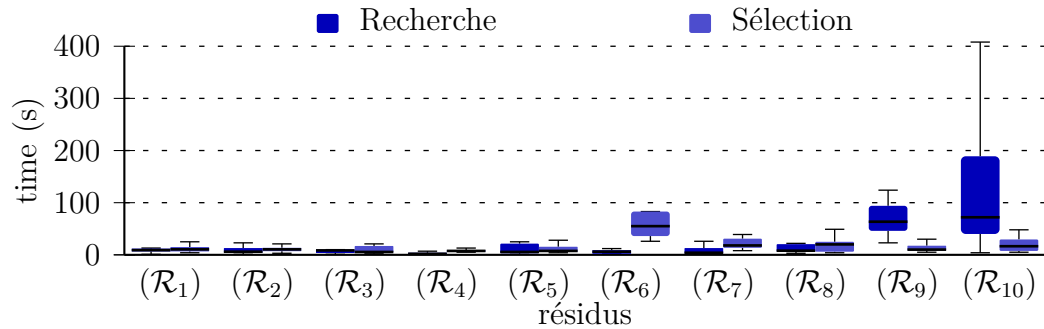 Recherche Sélection
400
300
200
100
0
time (s)
(ℛ₁) (ℛ₂) (ℛ₃) (ℛ₄) (ℛ₅) (ℛ₆) (ℛ₇) (ℛ₈) (ℛ₉) (ℛ₁₀)
résidus